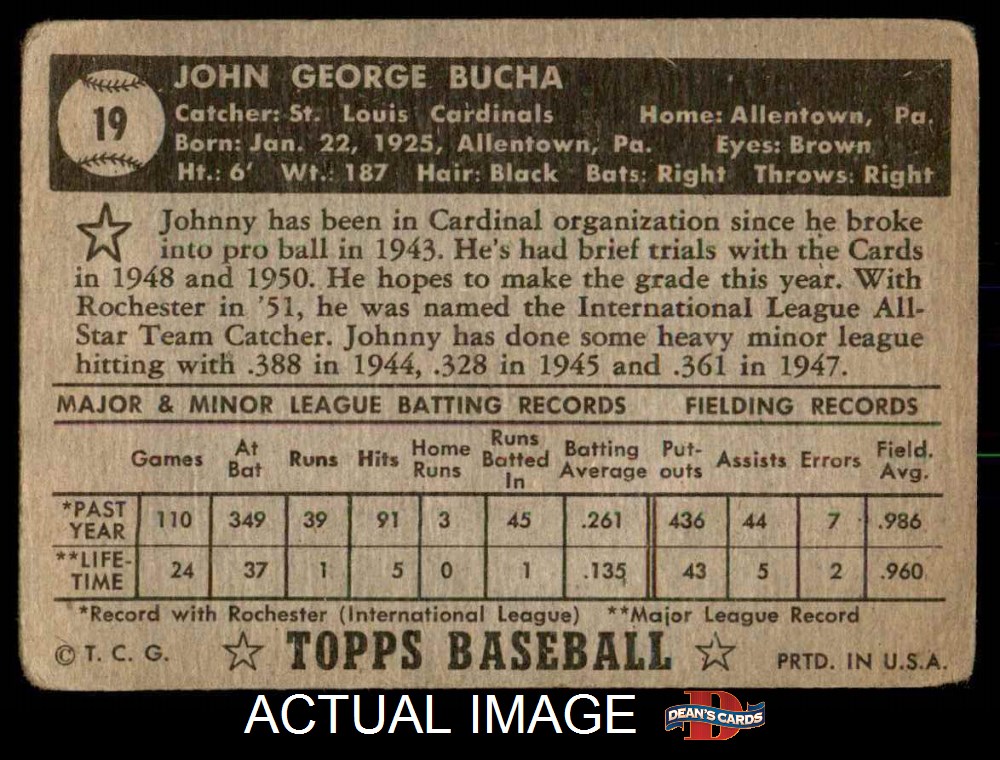 19
JOHN GEORGE BUCHA
Catcher: St. Louis Cardinals Home: Allentown, Pa.
Born: Jan. 22, 1925, Allentown, Pa. Eyes: Brown
Ht.: 6' Wt.: 187 Hair: Black Bats: Right Throws: Right
Johnny has been in Cardinal organization since he broke
into pro ball in 1943. He's had brief trials with the Cards
in 1948 and 1950. He hopes to make the grade this year. With
Rochester in '51, he was named the International League All-
Star Team Catcher. Johnny has done some heavy minor league
hitting with .388 in 1944, .328 in 1945 and .361 in 1947.
MAJOR & MINOR LEAGUE BATTING RECORDS FIELDING RECORDS
Games At Bat Runs Hits Home Runs Runs Batted In Batting Average Put-outs Assists Errors Field. Avg.
*PAST YEAR 110 349 39 91 3 45 .261 436 44 7 .986
**LIFE-TIME 24 37 1 5 0 1 .135 43 5 2 .960
*Record with Rochester (International League) **Major League Record
© T. C. G. TOPPS BASEBALL PRTD. IN U.S.A.
ACTUAL IMAGE D DEAN'S CARDS